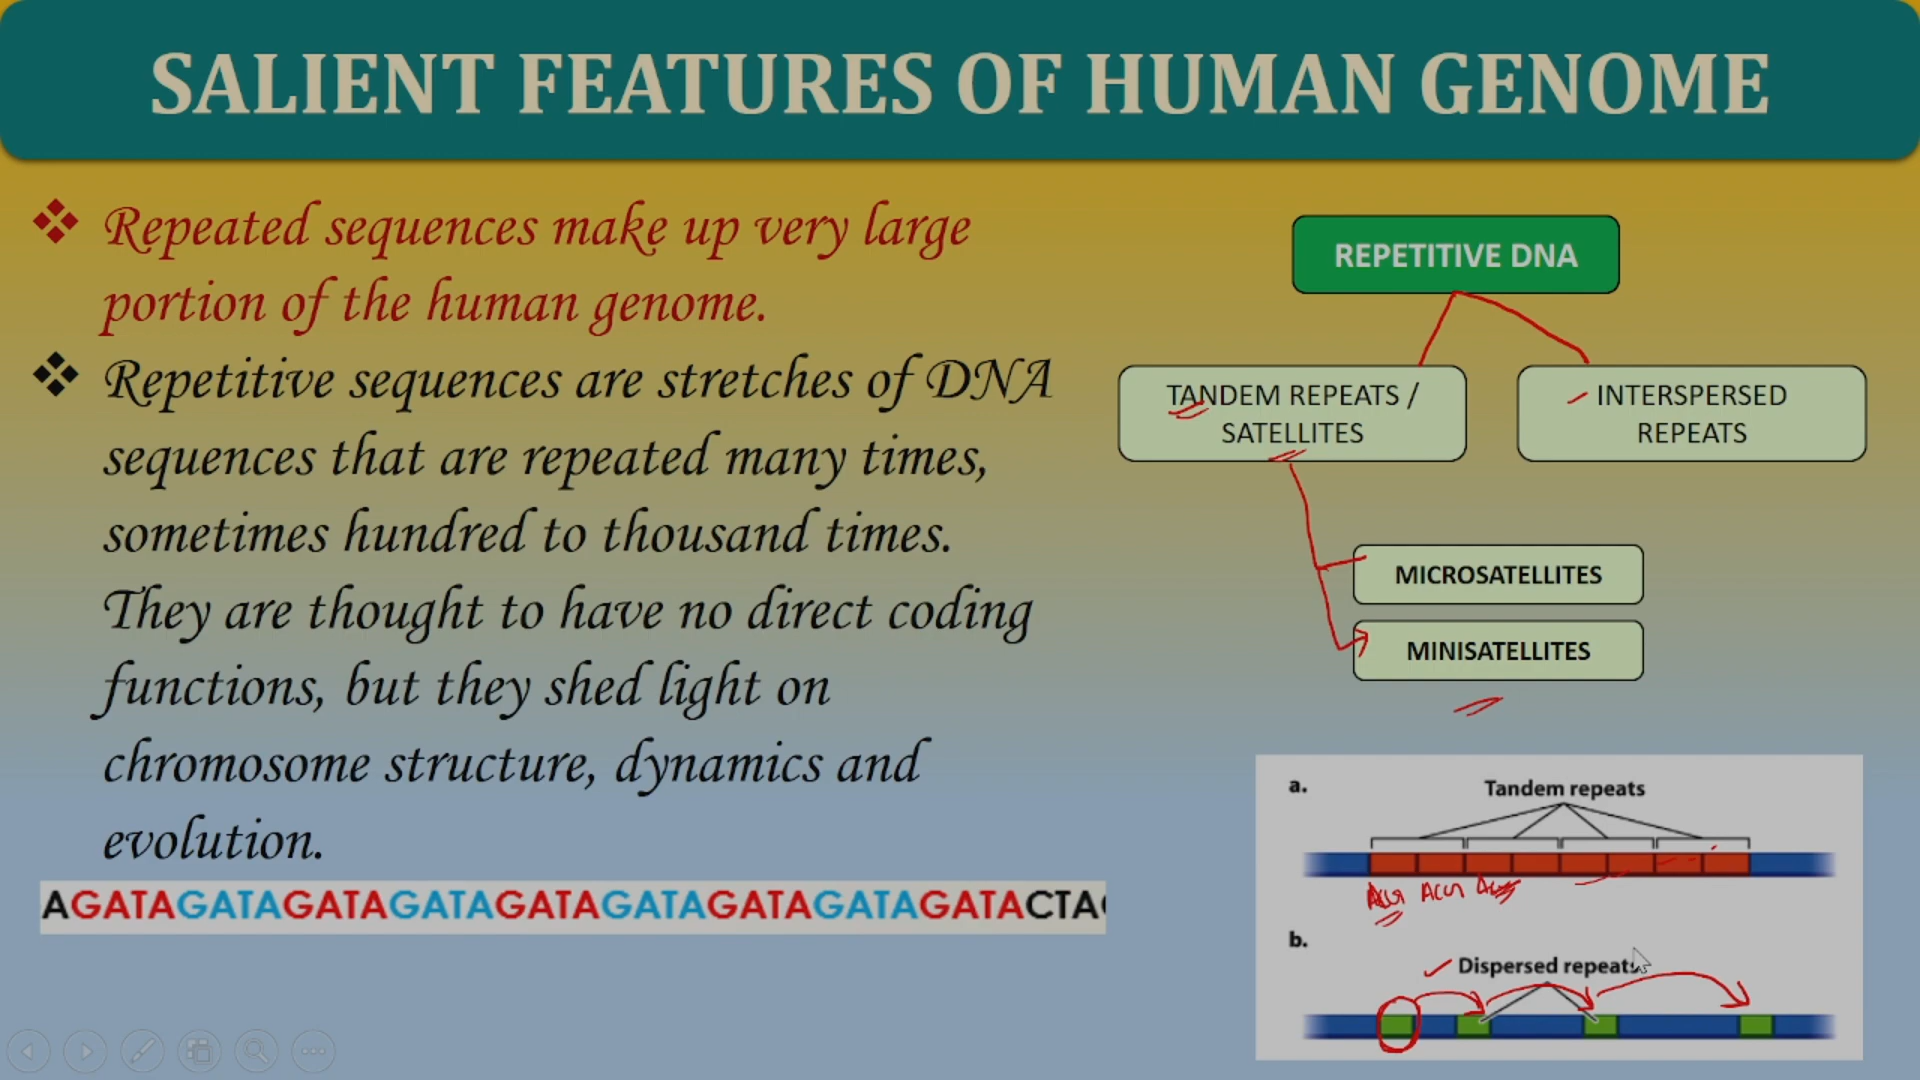 SALIENT FEATURES OF HUMAN GENOME
Repeated sequences make up very large
portion of the human genome.
Repetitive sequences are stretches of DNA
sequences that are repeated many times,
sometimes hundred to thousand times.
They are thought to have no direct coding
functions, but they shed light on
chromosome structure, dynamics and
evolution.
AGATAGATAGATAGATAGATAGATAGATAGATAGATACTA
REPETITIVE DNA
TANDEM REPEATS /
SATELLITES
INTERSPERSED
REPEATS
MICROSATELLITES
MINISATELLITES
a.
Tandem repeats
b.
Dispersed repeats